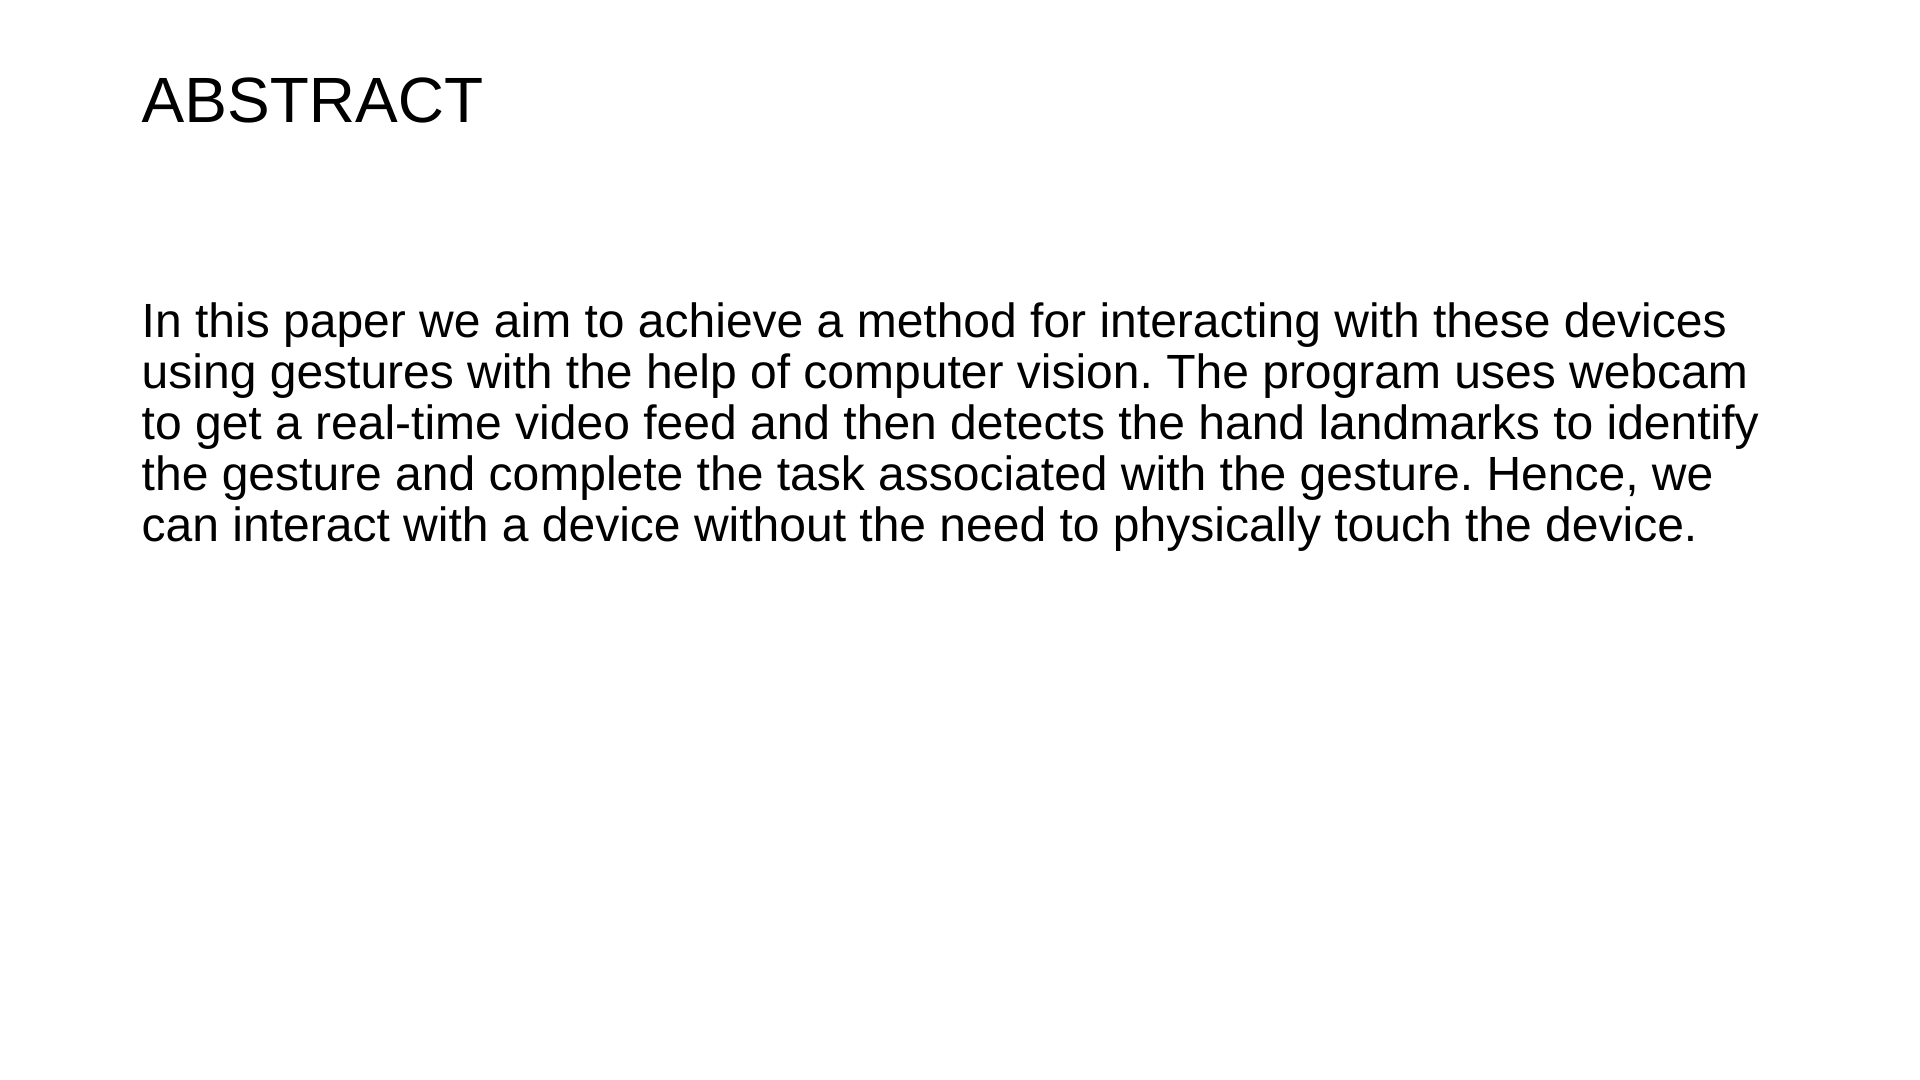 ABSTRACT
In this paper we aim to achieve a method for interacting with these devices
using gestures with the help of computer vision. The program uses webcam
to get a real-time video feed and then detects the hand landmarks to identify
the gesture and complete the task associated with the gesture. Hence, we
can interact with a device without the need to physically touch the device.